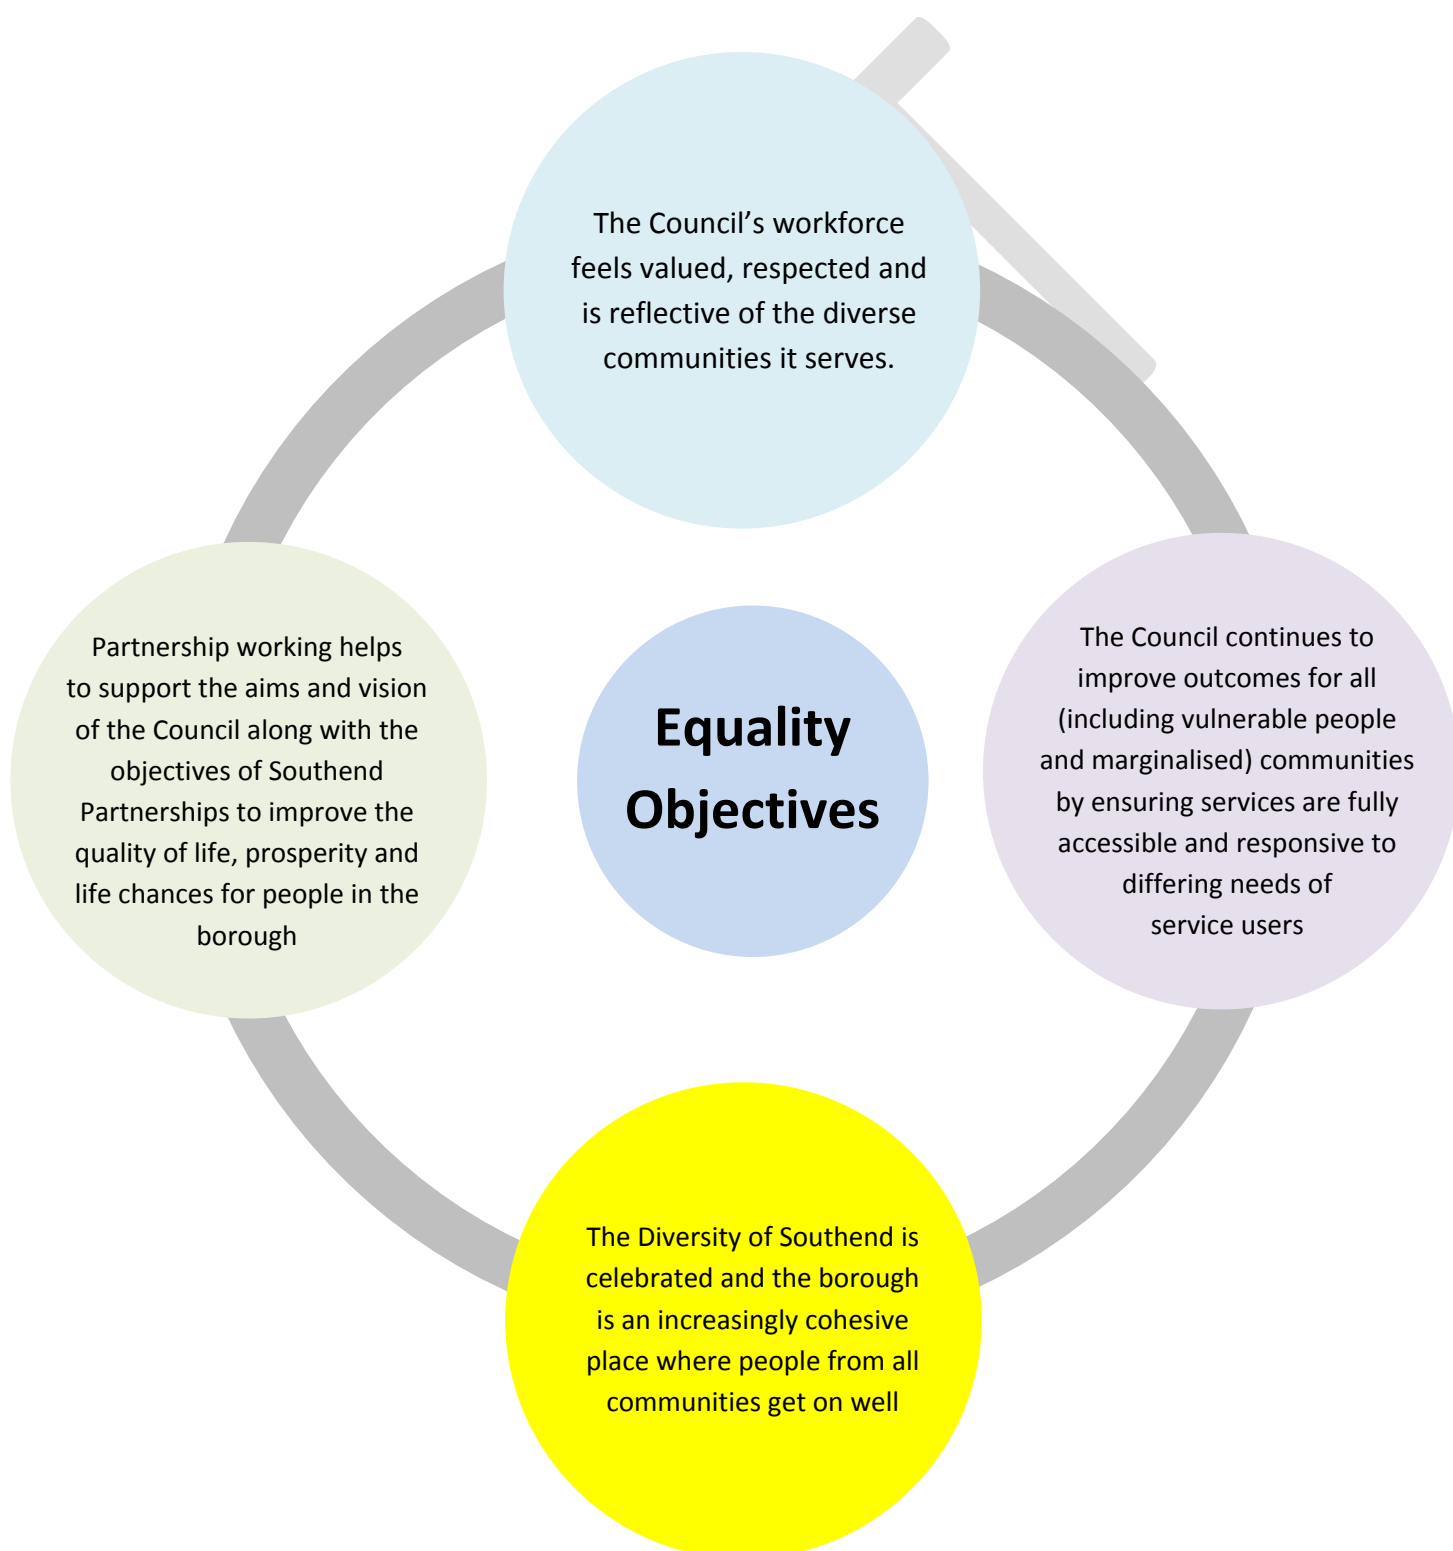 The Council’s workforce
feels valued, respected and
is reflective of the diverse
communities it serves.
Partnership working helps
to support the aims and vision
of the Council along with the
objectives of Southend
Partnerships to improve the
quality of life, prosperity and
life chances for people in the
borough
Equality
Objectives
The Council continues to
improve outcomes for all
(including vulnerable people
and marginalised) communities
by ensuring services are fully
accessible and responsive to
differing needs of
service users
The Diversity of Southend is
celebrated and the borough
is an increasingly cohesive
place where people from all
communities get on well